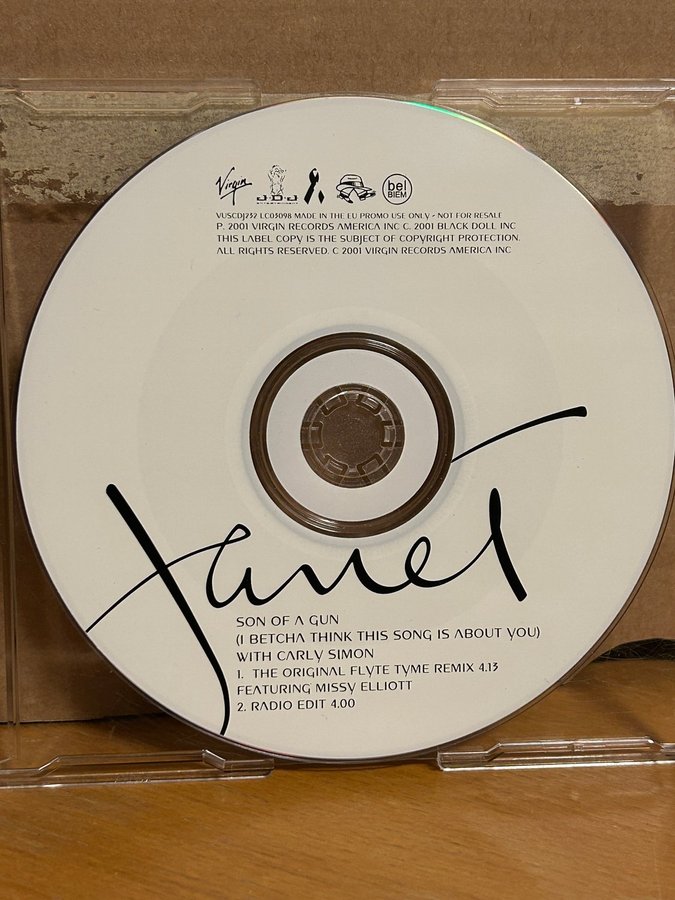 Virgin
JDJ
bel
BIEM
VUSCDJ232 LC03098 MADE IN THE EU PROMO USE ONLY - NOT FOR RESALE
P. 2001 VIRGIN RECORDS AMERICA INC C. 2001 BLACK DOLL INC
THIS LABEL COPY IS THE SUBJECT OF COPYRIGHT PROTECTION.
ALL RIGHTS RESERVED. C 2001 VIRGIN RECORDS AMERICA INC
Janet
SON OF A GUN
(I BETCHA THINK THIS SONG IS ABOUT YOU)
WITH CARLY SIMON
1. THE ORIGINAL FLYTE TYME REMIX 4.13
FEATURING MISSY ELLIOTT
2. RADIO EDIT 4.00